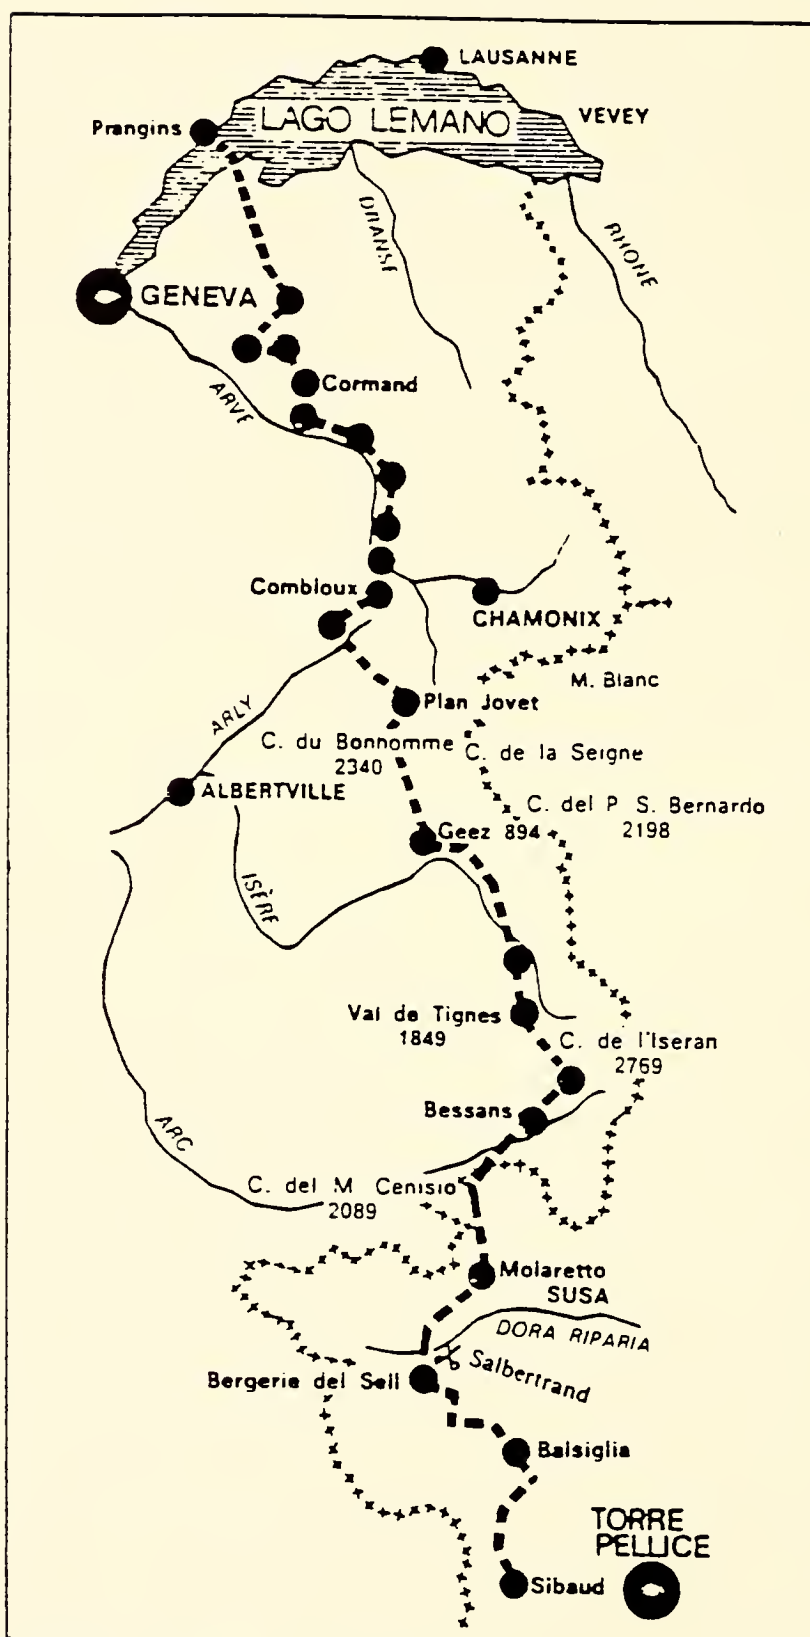 LAUSANNE
LAGO LEMANO
VEVEY
Prangins
DRANSE
RHONE
GENEVA
ARVE
Cormand
Combloux
CHAMONIX
M. Blanc
Plan Jovet
ARLY
C. du Bonnomme
2340
C. de la Seigne
ALBERTVILLE
C. del P S. Bernardo
2198
Geez 894
ISÈRE
Val de Tignes
1849
C. de l'Iseran
2769
Bessans
ARC
C. del M Cenisio
2089
Molaretto
SUSA
DORA RIPARIA
Salbertrand
Bergerie del Seil
Balsiglia
TORRE
PELLICE
Sibaud